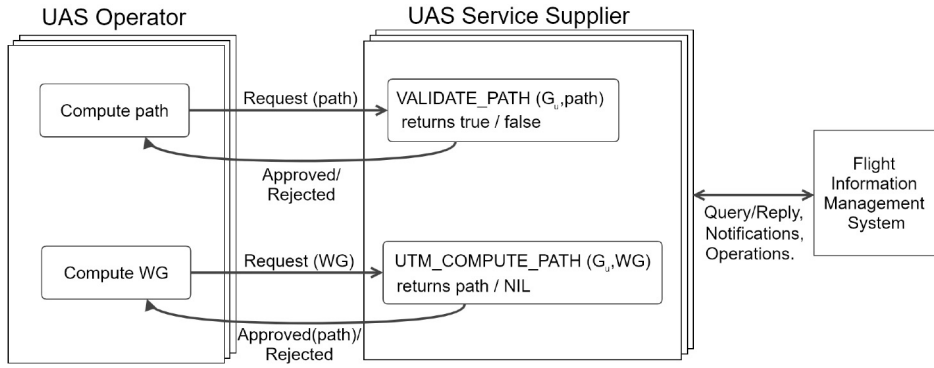 UAS Operator
UAS Service Supplier
Compute path
Request (path)
VALIDATE_PATH (Gu,path)
returns true / false
Approved/
Rejected
Flight
Information
Management
System
Query/Reply,
Notifications,
Operations.
Compute WG
Request (WG)
UTM_COMPUTE_PATH (Gu,WG)
returns path / NIL
Approved(path)/
Rejected